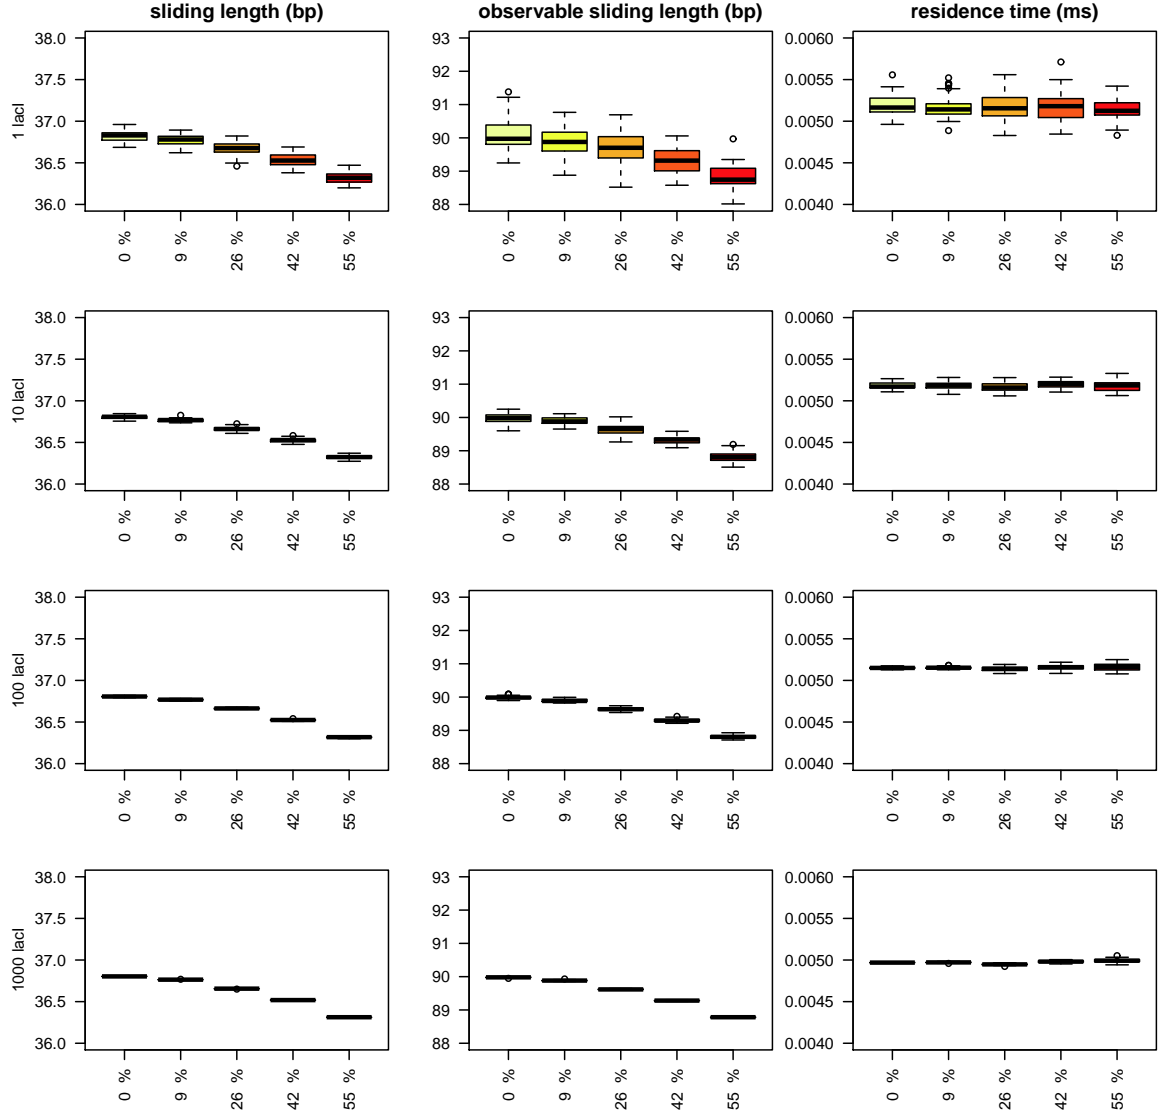 sliding length (bp) observable sliding length (bp) residence time (ms)
1 lacI
38.0 37.5 37.0 36.5 36.0
0 % 9 % 26 % 42 % 55 %
93 92 91 90 89 88
0 % 9 % 26 % 42 % 55 %
0.0060 0.0055 0.0050 0.0045 0.0040
0 % 9 % 26 % 42 % 55 %
10 lacI
38.0 37.5 37.0 36.5 36.0
0 % 9 % 26 % 42 % 55 %
93 92 91 90 89 88
0 % 9 % 26 % 42 % 55 %
0.0060 0.0055 0.0050 0.0045 0.0040
0 % 9 % 26 % 42 % 55 %
100 lacI
38.0 37.5 37.0 36.5 36.0
0 % 9 % 26 % 42 % 55 %
93 92 91 90 89 88
0 % 9 % 26 % 42 % 55 %
0.0060 0.0055 0.0050 0.0045 0.0040
0 % 9 % 26 % 42 % 55 %
1000 lacI
38.0 37.5 37.0 36.5 36.0
0 % 9 % 26 % 42 % 55 %
93 92 91 90 89 88
0 % 9 % 26 % 42 % 55 %
0.0060 0.0055 0.0050 0.0045 0.0040
0 % 9 % 26 % 42 % 55 %